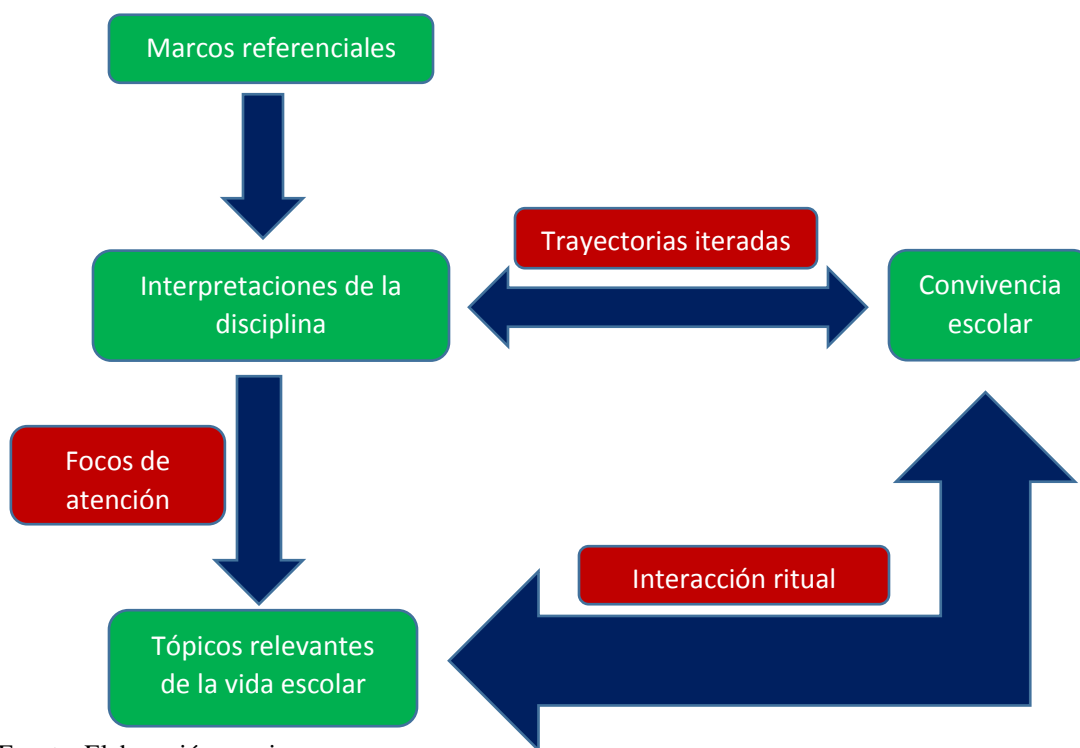 Marcos referenciales
Trayectorias iteradas
Interpretaciones de la
disciplina
Convivencia
escolar
Focos de
atención
Interacción ritual
Tópicos relevantes
de la vida escolar